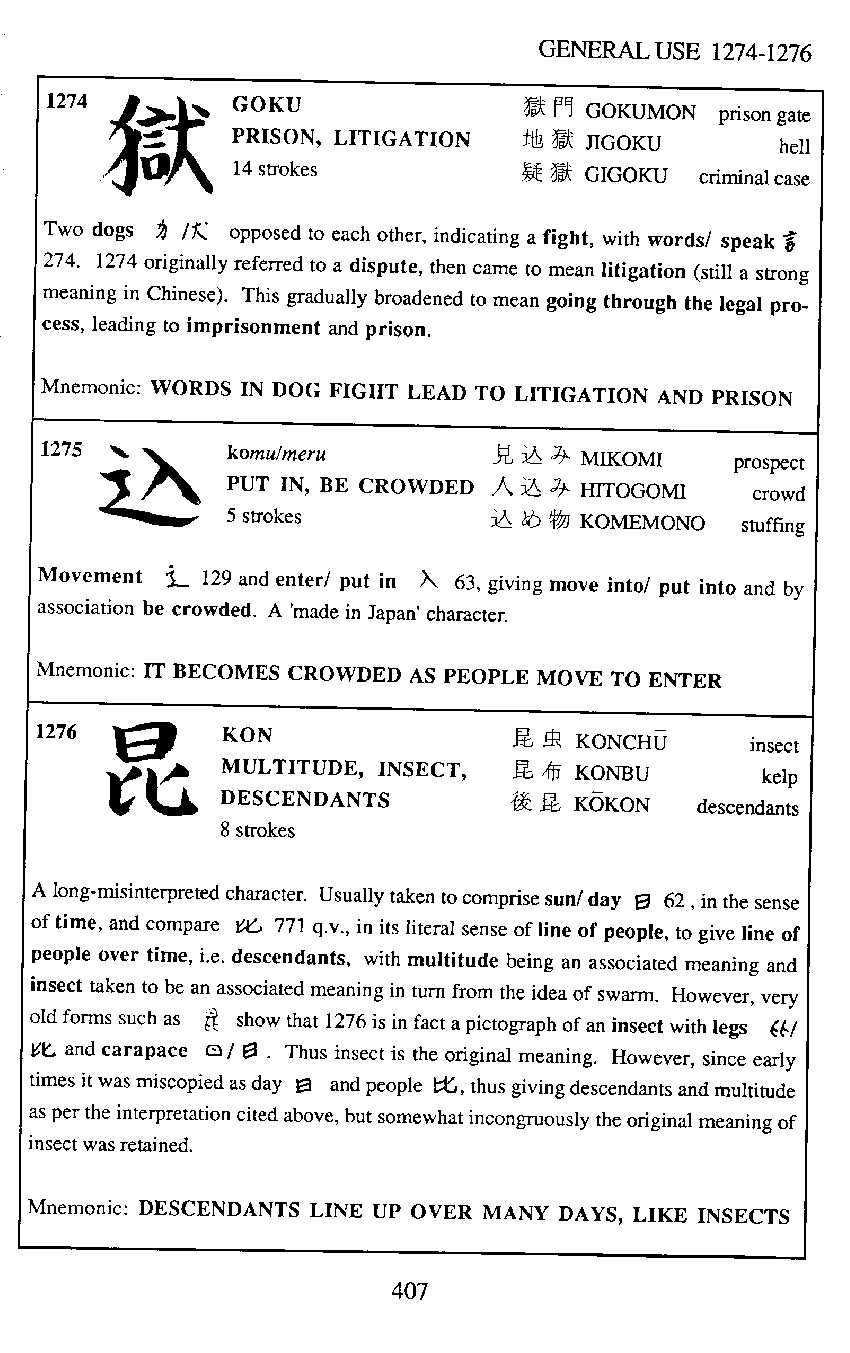 GENERAL USE 1274-1276
1274 獄 GOKU 獄門 GOKUMON prison gate
PRISON, LITIGATION 地獄 JIGOKU hell
14 strokes 疑獄 GIGOKU criminal case
Two dogs 犭/犬 opposed to each other, indicating a fight, with words/ speak 言
274. 1274 originally referred to a dispute, then came to mean litigation (still a strong
meaning in Chinese). This gradually broadened to mean going through the legal pro-
cess, leading to imprisonment and prison.
Mnemonic: WORDS IN DOG FIGHT LEAD TO LITIGATION AND PRISON
1275 込 komu/meru 見込み MIKOMI prospect
PUT IN, BE CROWDED 人込み HITOGOMI crowd
5 strokes 込め物 KOMEMONO stuffing
Movement 辶 129 and enter/ put in 入 63, giving move into/ put into and by
association be crowded. A 'made in Japan' character.
Mnemonic: IT BECOMES CROWDED AS PEOPLE MOVE TO ENTER
1276 昆 KON 昆虫 KONCHŪ insect
MULTITUDE, INSECT, 昆布 KONBU kelp
DESCENDANTS 後昆 KŌKON descendants
8 strokes
A long-misinterpreted character. Usually taken to comprise sun/ day 日 62 , in the sense
of time, and compare 比 771 q.v., in its literal sense of line of people, to give line of
people over time, i.e. descendants, with multitude being an associated meaning and
insect taken to be an associated meaning in turn from the idea of swarm. However, very
old forms such as show that 1276 is in fact a pictograph of an insect with legs /
比 and carapace / 日 . Thus insect is the original meaning. However, since early
times it was miscopied as day 日 and people 比, thus giving descendants and multitude
as per the interpretation cited above, but somewhat incongruously the original meaning of
insect was retained.
Mnemonic: DESCENDANTS LINE UP OVER MANY DAYS, LIKE INSECTS
407